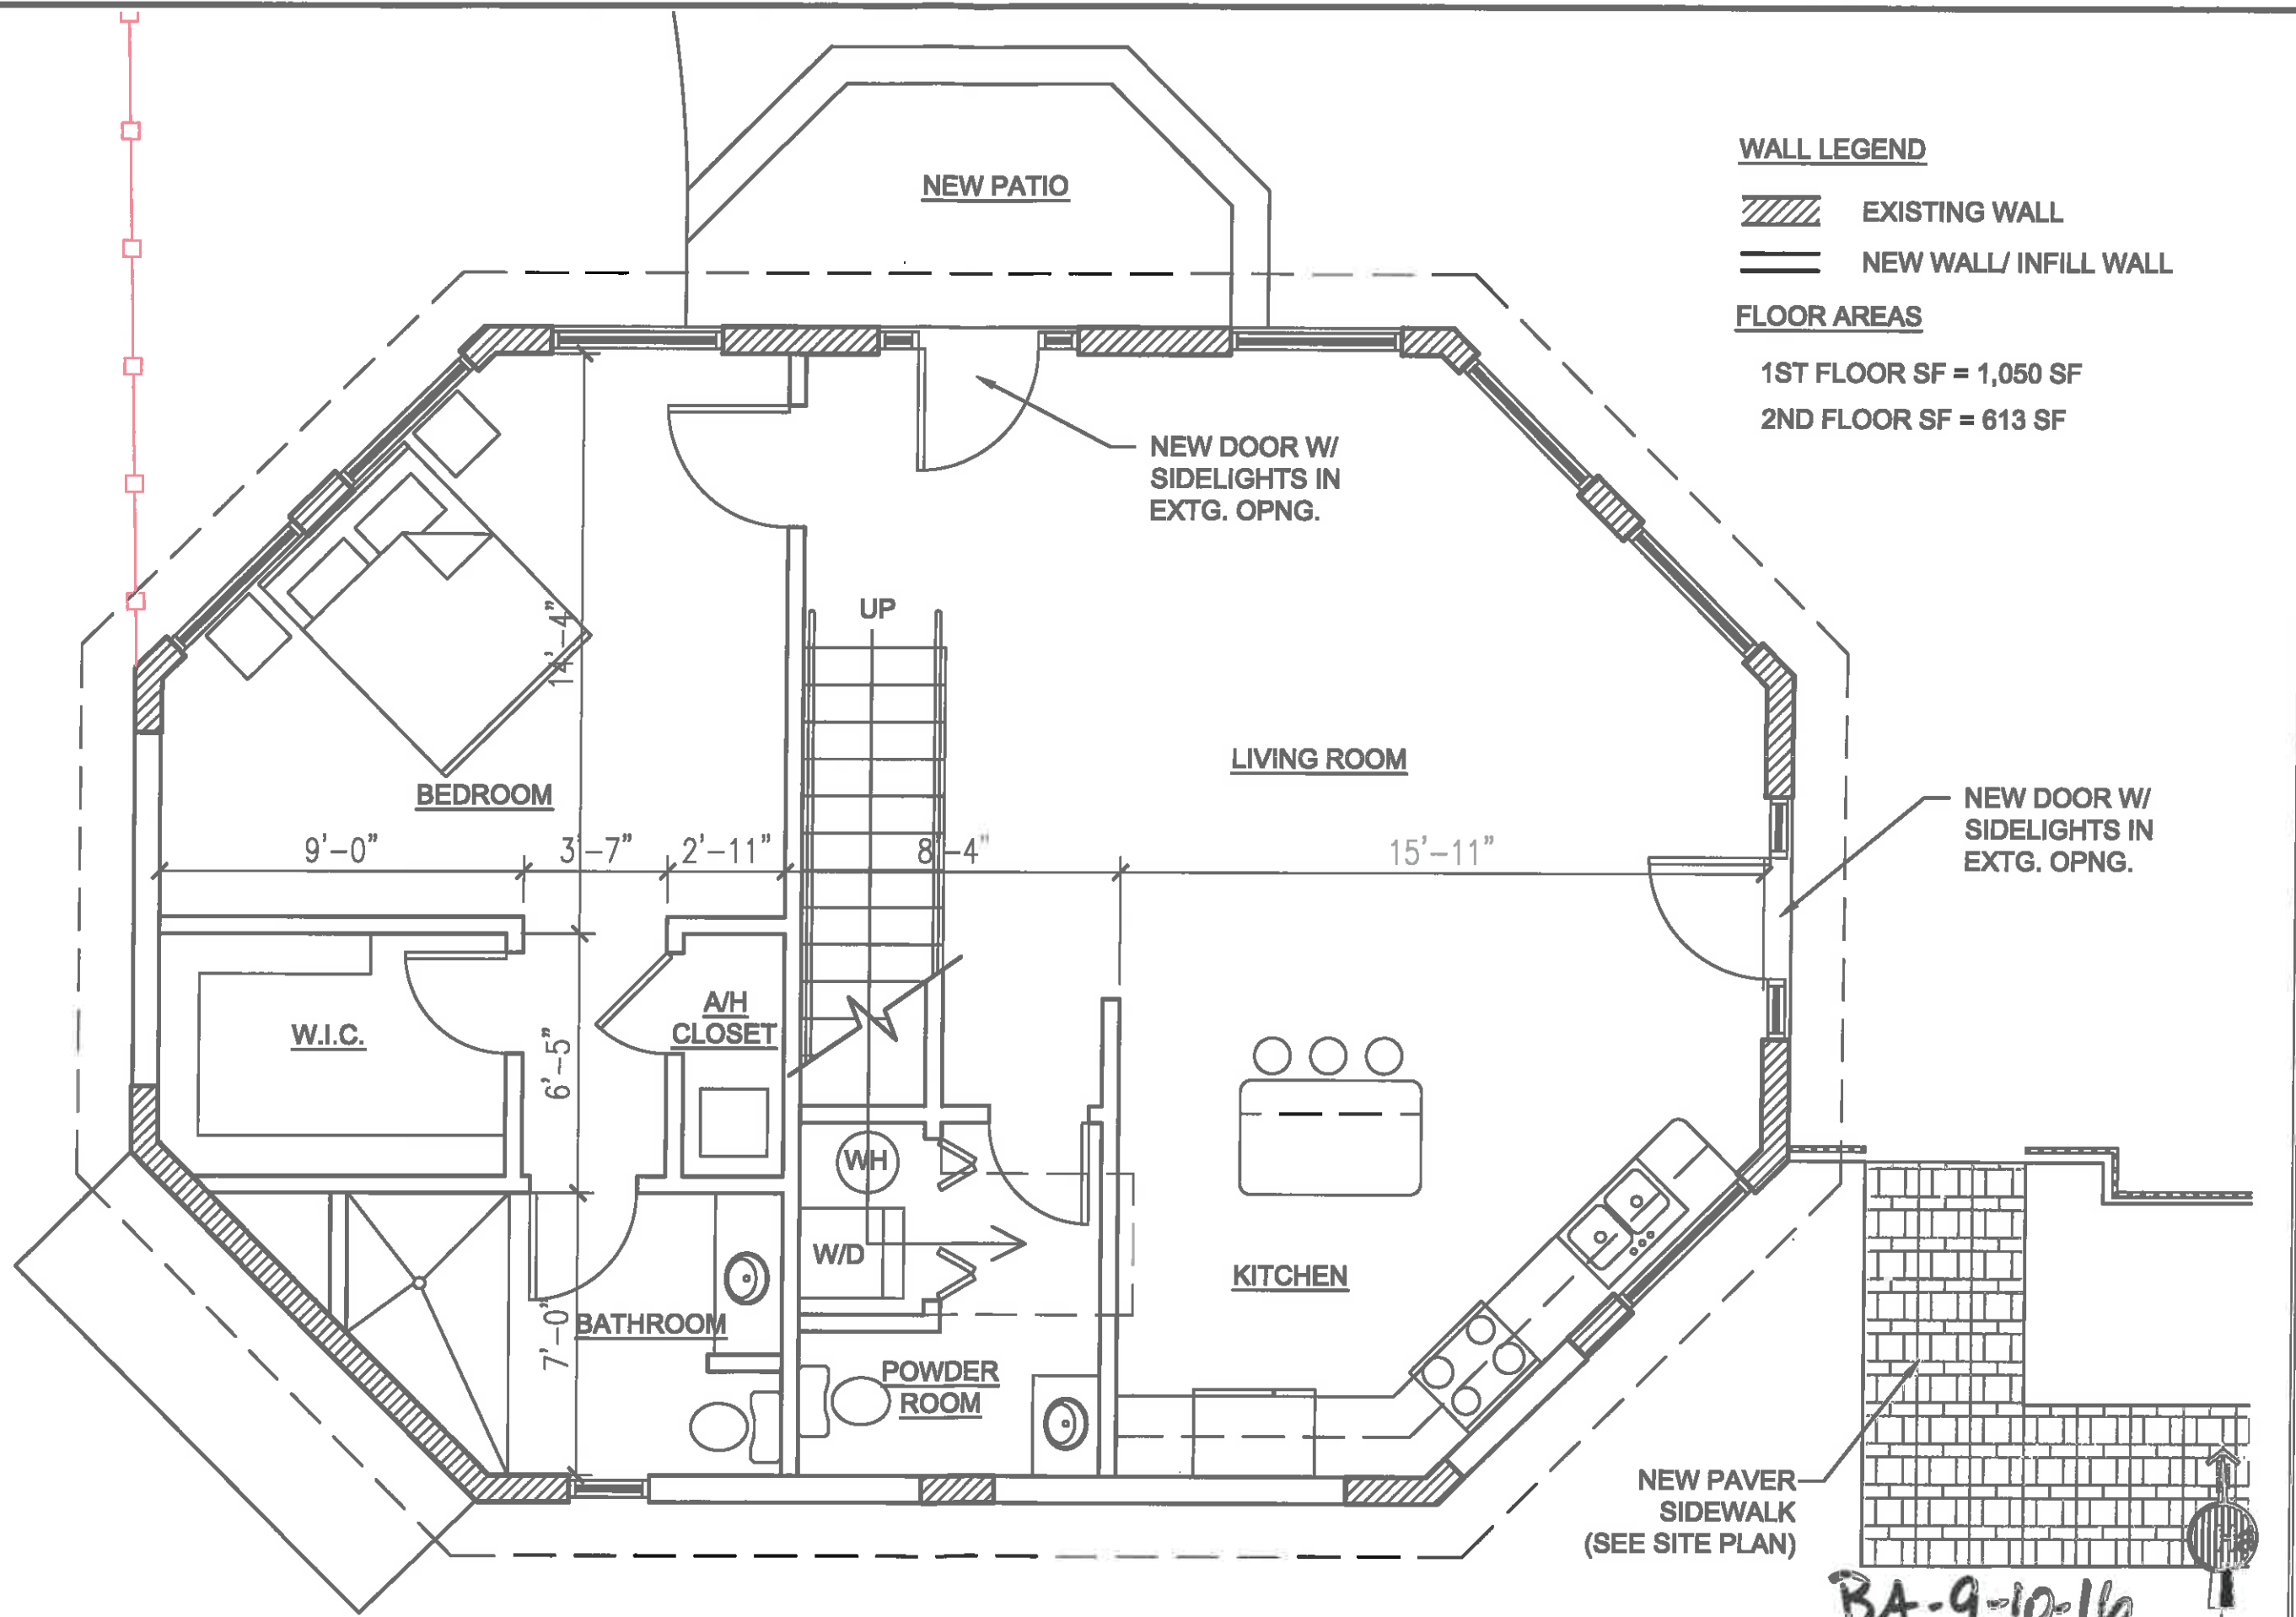 NEW PATIO
WALL LEGEND
EXISTING WALL
NEW WALL/ INFILL WALL
FLOOR AREAS
1ST FLOOR SF = 1,050 SF
2ND FLOOR SF = 613 SF
NEW DOOR W/
SIDELIGHTS IN
EXTG. OPNG.
UP
14'-4"
LIVING ROOM
BEDROOM
NEW DOOR W/
SIDELIGHTS IN
EXTG. OPNG.
9'-0"
3'-7"
2'-11"
8'-4"
15'-11"
A/H
CLOSET
W.I.C.
6'-5"
WH
W/D
KITCHEN
7'-0"
BATHROOM
POWDER
ROOM
NEW PAVER
SIDEWALK
(SEE SITE PLAN)
BA-9-10-16